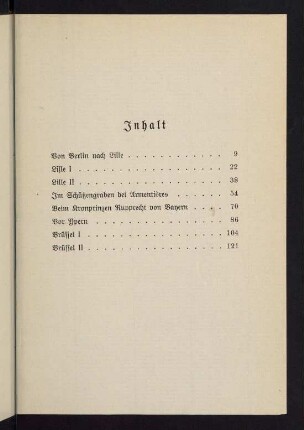 Inhalt
Von Berlin nach Lille . . . . . . . . . . . 9
Lille I . . . . . . . . . . . . . . . . 22
Lille II . . . . . . . . . . . . . . . . 38
Im Schützengraben bei Armentières . . . . . . 54
Beim Kronprinzen Rupprecht von Bayern . . . . 70
Vor Ypern . . . . . . . . . . . . . . . 86
Brüssel I . . . . . . . . . . . . . . . 104
Brüssel II . . . . . . . . . . . . . . . 121